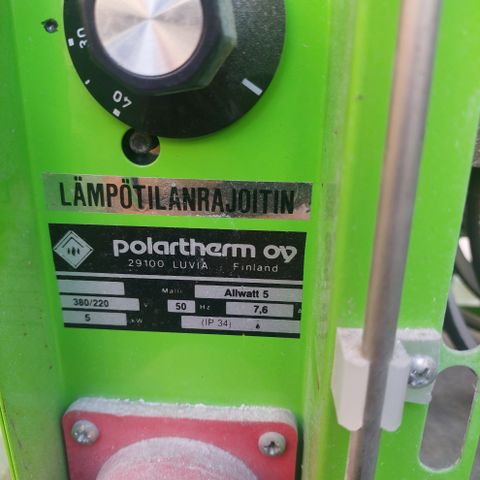 30
40
LÄMPÖTILANRAJOITIN
polartherm oy
29100 LUVIA - Finland
Malli Allwatt 5
380/220 V 50 Hz 7,6 A
5 kW (IP 34)